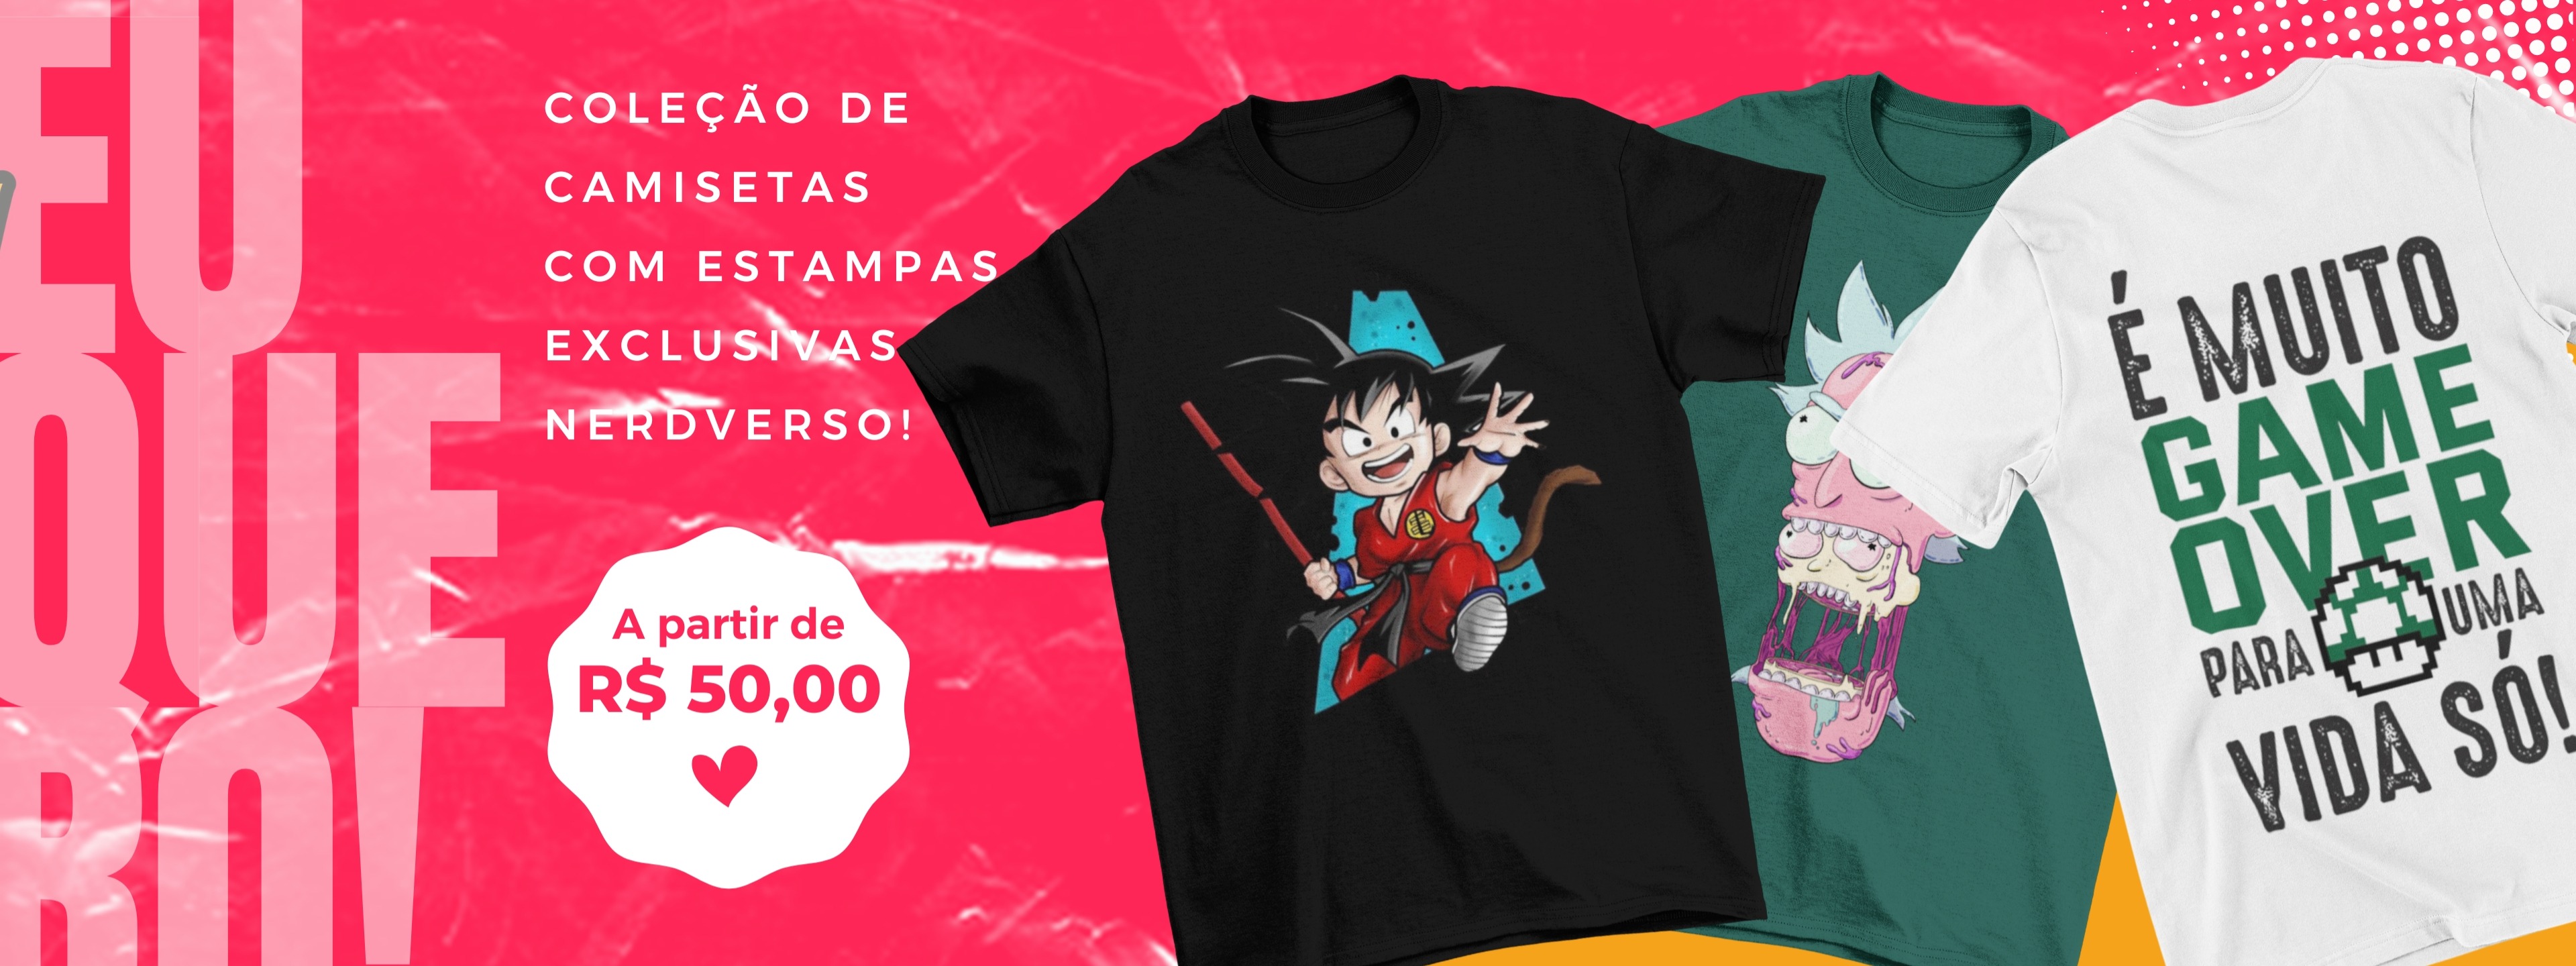 EU
QUE
RO!
COLEÇÃO DE
CAMISETAS
COM ESTAMPAS
EXCLUSIVAS
NERDVERSO!
A partir de
R$ 50,00
É MUITO
GAME
OVER
PARA UMA
VIDA SÓ!